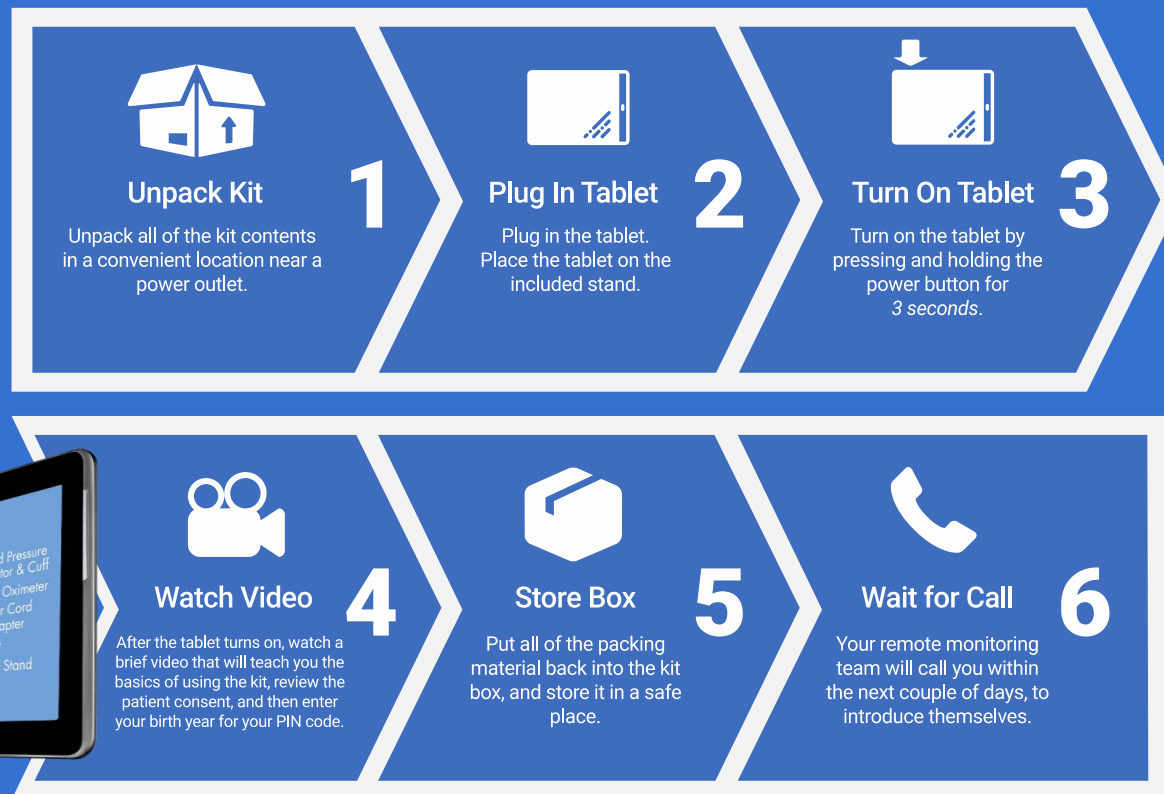 Unpack Kit
1
Unpack all of the kit contents
in a convenient location near a
power outlet.
Plug In Tablet
2
Plug in the tablet.
Place the tablet on the
included stand.
Turn On Tablet
3
Turn on the tablet by
pressing and holding the
power button for
3 seconds.
Pressure
& Cuff
Oximeter
Cord
Stand
Watch Video
4
After the tablet turns on, watch a
brief video that will teach you the
basics of using the kit, review the
patient consent, and then enter
your birth year for your PIN code.
Store Box
5
Put all of the packing
material back into the kit
box, and store it in a safe
place.
Wait for Call
6
Your remote monitoring
team will call you within
the next couple of days, to
introduce themselves.